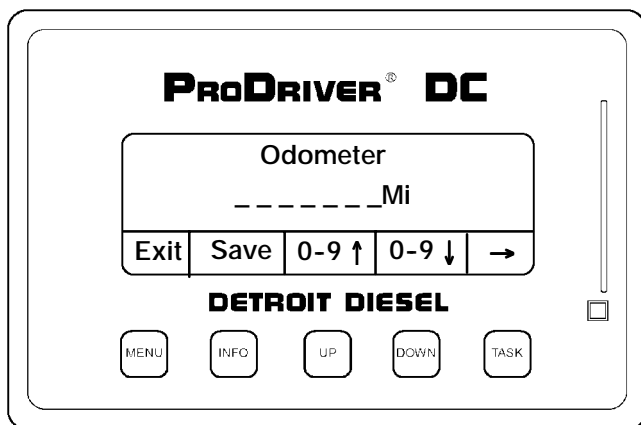 PRODRIVER® DC
Odometer
_ _ _ _ _ _ _Mi
Exit Save 0-9 ↑ 0-9 ↓ →
DETROIT DIESEL
MENU INFO UP DOWN TASK